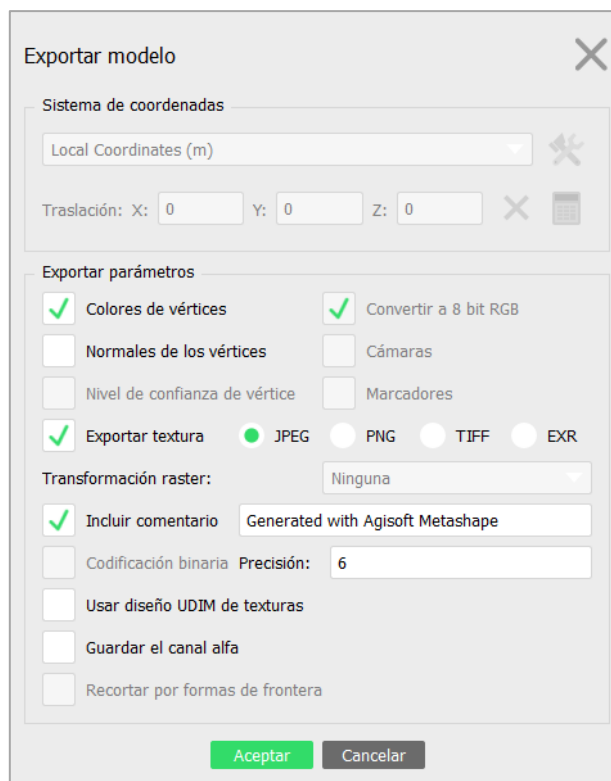 Exportar modelo
Sistema de coordenadas
Local Coordinates (m)
Traslación: X: 0 Y: 0 Z: 0
Exportar parámetros
Colores de vértices Convertir a 8 bit RGB
Normales de los vértices Cámaras
Nivel de confianza de vértice Marcadores
Exportar textura JPEG PNG TIFF EXR
Transformación raster: Ninguna
Incluir comentario Generated with Agisoft Metashape
Codificación binaria Precisión: 6
Usar diseño UDIM de texturas
Guardar el canal alfa
Recortar por formas de frontera
Aceptar Cancelar